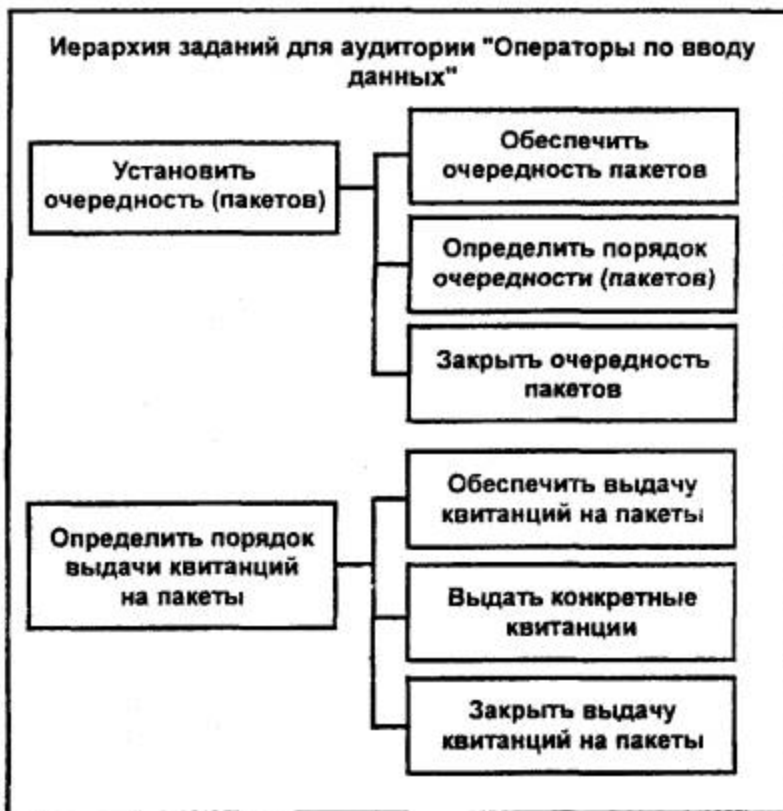 Иерархия заданий для аудитории "Операторы по вводу
данных"
Установить
очередность (пакетов)
Обеспечить
очередность пакетов
Определить порядок
очередности (пакетов)
Закрыть очередность
пакетов
Определить порядок
выдачи квитанций
на пакеты
Обеспечить выдачу
квитанций на пакеты
Выдать конкретные
квитанции
Закрыть выдачу
квитанций на пакеты